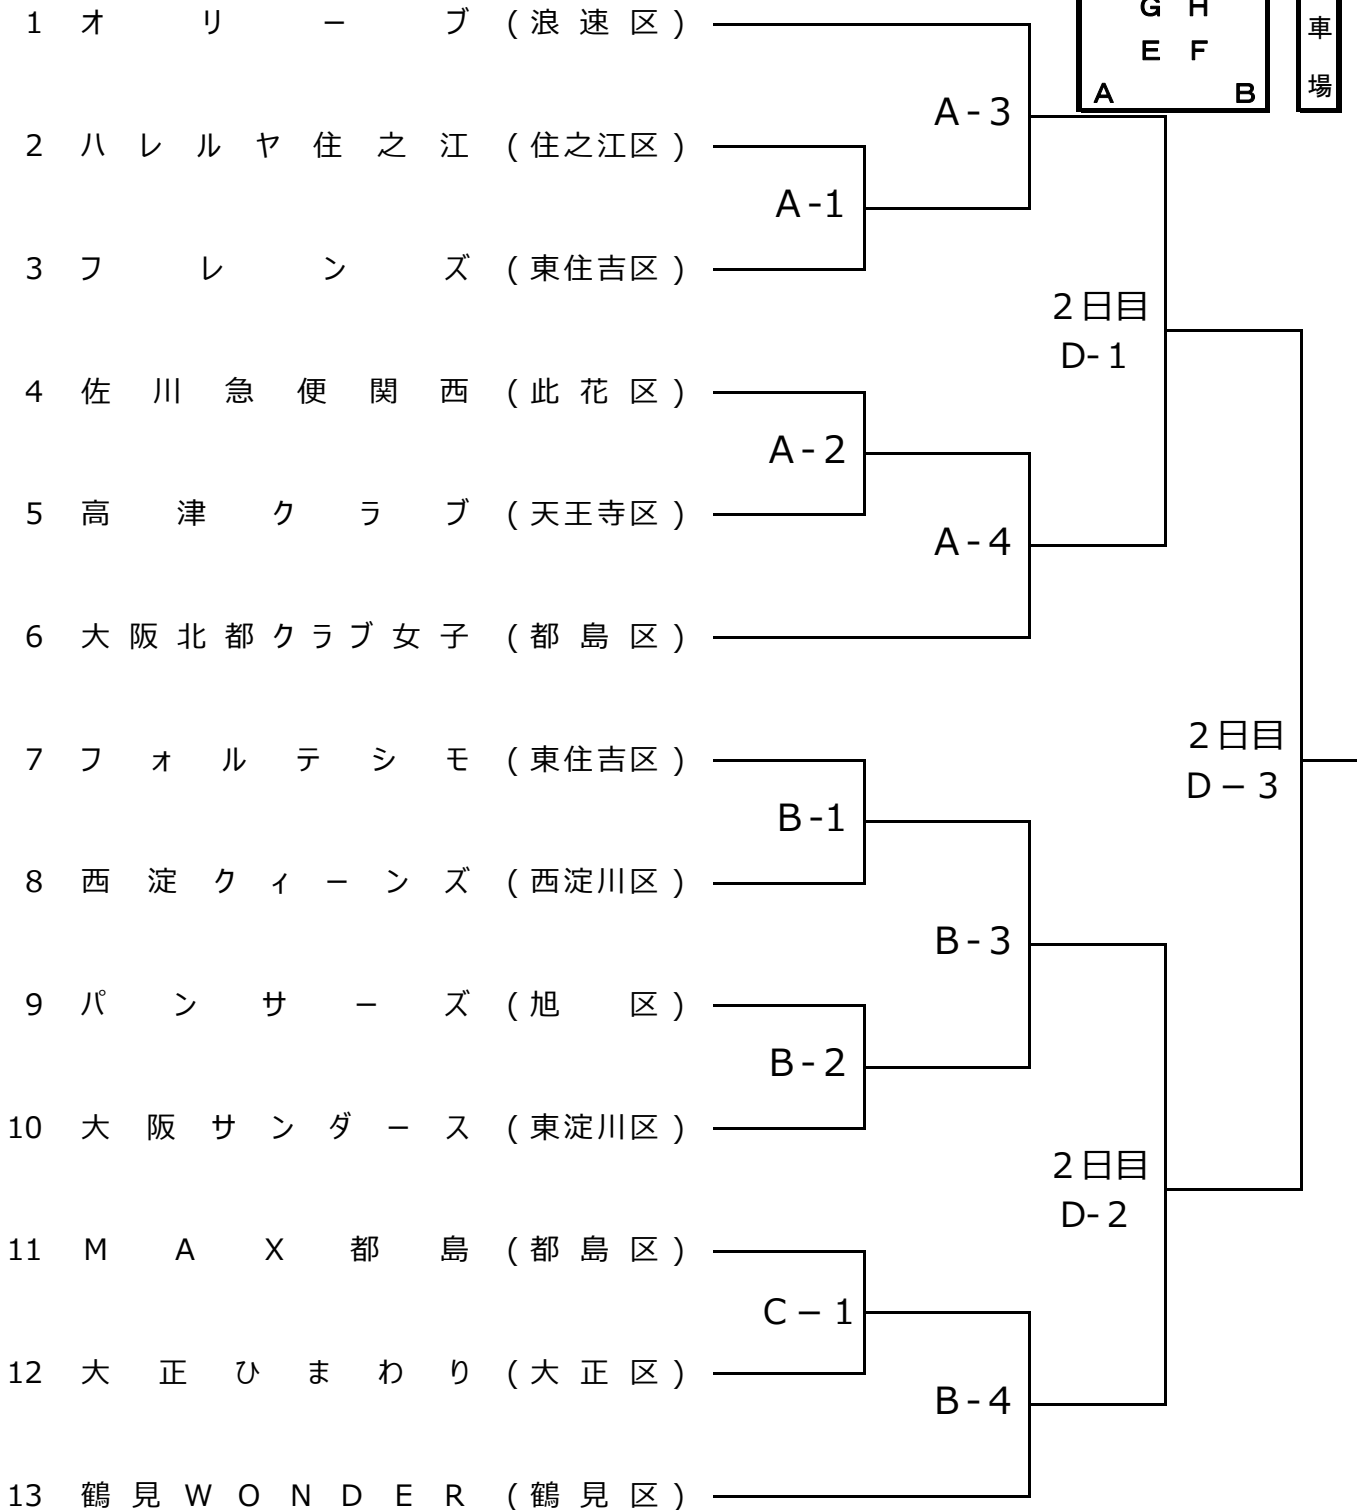 G H
車
1 オリーブ (浪速区)
E F
場
A B
A-3
2 ハレルヤ住之江 (住之江区)
A-1
3 フレンズ (東住吉区)
2日目
D-1
4 佐川急便関西 (此花区)
A-2
5 高津クラブ (天王寺区)
A-4
6 大阪北都クラブ女子 (都島区)
2日目
D－3
7 フォルテシモ (東住吉区)
B-1
8 西淀クィーンズ (西淀川区)
B-3
9 パンサーズ (旭区)
B-2
10 大阪サンダース (東淀川区)
2日目
D-2
11 MAX都島 (都島区)
C－1
12 大正ひまわり (大正区)
B-4
13 鶴見WONDER (鶴見区)